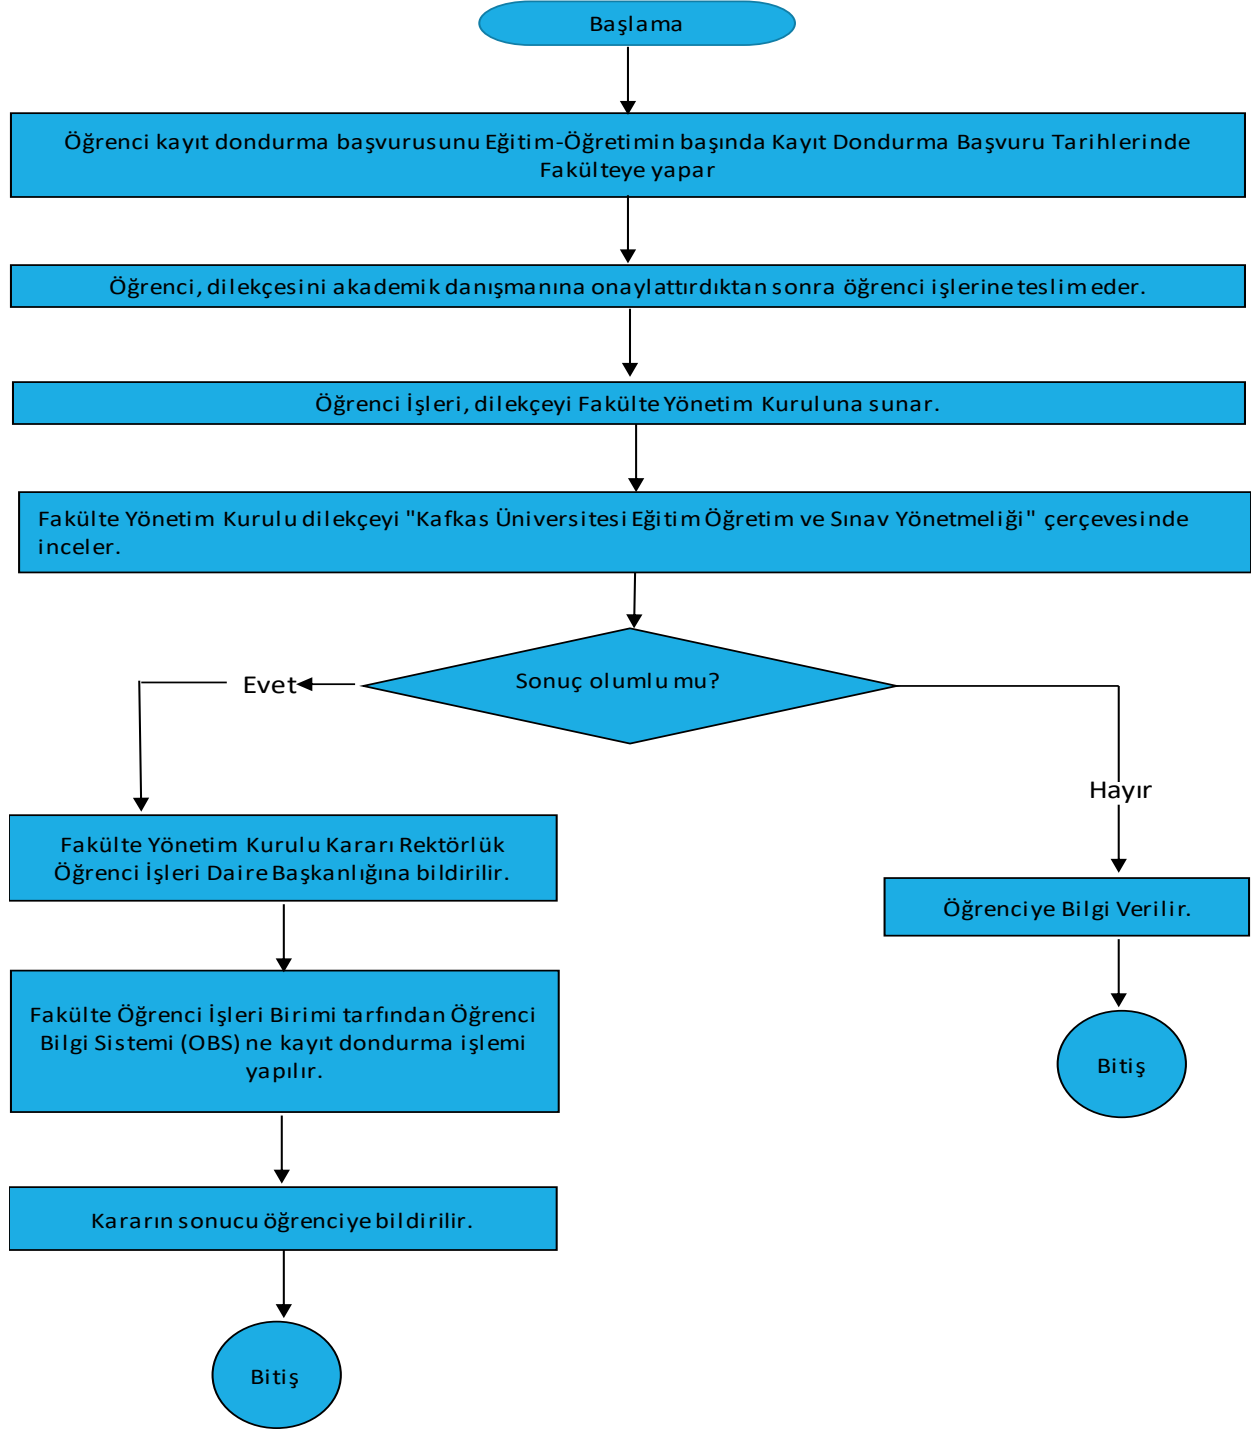 Başlama
Öğrenci kayıt dondurma başvurusunu Eğitim-Öğretimin başında Kayıt Dondurma Başvuru Tarihlerinde
Fakülteye yapar
Öğrenci, dilekçesini akademik danışmanına onaylattırdıktan sonra öğrenci işlerine teslim eder.
Öğrenci İşleri, dilekçeyi Fakülte Yönetim Kuruluna sunar.
Fakülte Yönetim Kurulu dilekçeyi "Kafkas Üniversitesi Eğitim Öğretim ve Sınav Yönetmeliği" çerçevesinde
inceler.
Sonuç olumlu mu?
Evet
Hayır
Fakülte Yönetim Kurulu Kararı Rektörlük
Öğrenci İşleri Daire Başkanlığına bildirilir.
Öğrenciye Bilgi Verilir.
Fakülte Öğrenci İşleri Birimi tarfından Öğrenci
Bilgi Sistemi (OBS) ne kayıt dondurma işlemi
yapılır.
Bitiş
Kararın sonucu öğrenciye bildirilir.
Bitiş